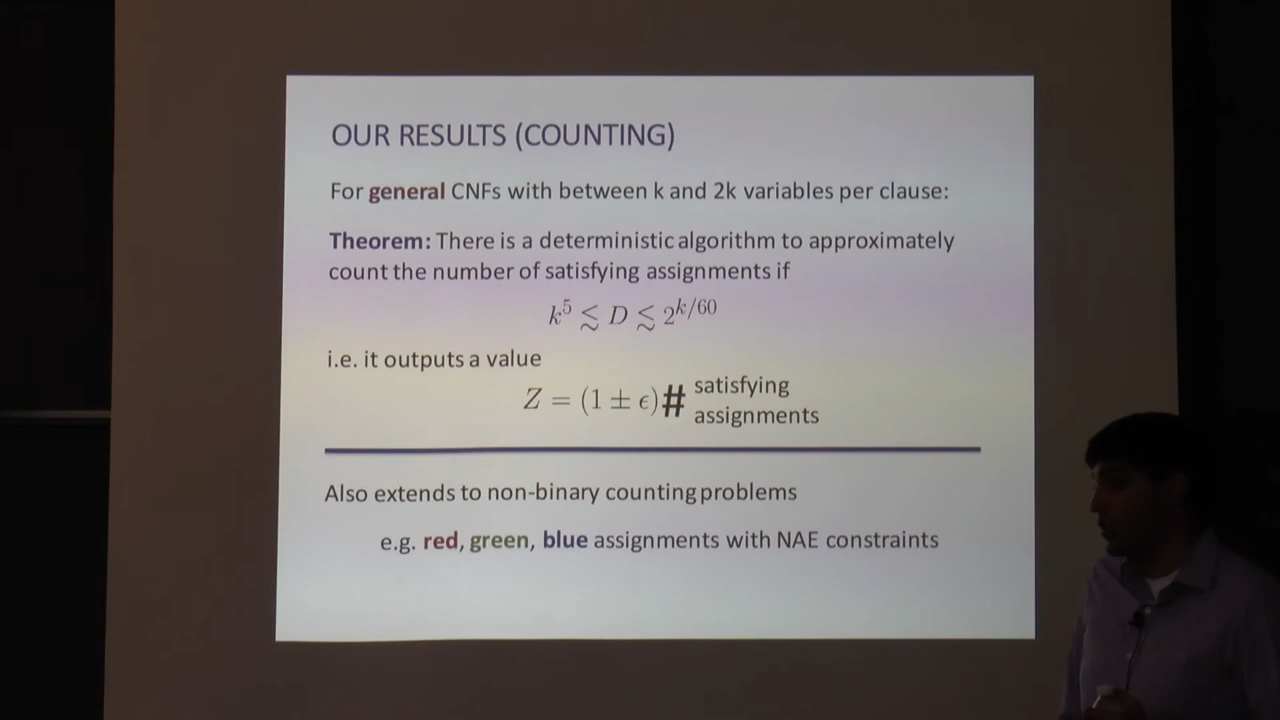 OUR RESULTS (COUNTING)
For general CNFs with between k and 2k variables per clause:
Theorem: There is a deterministic algorithm to approximately
count the number of satisfying assignments if
k⁵ ≲ D ≲ 2^{k/60}
i.e. it outputs a value
Z = (1 ± ϵ)# satisfying
assignments
Also extends to non-binary counting problems
e.g. red, green, blue assignments with NAE constraints